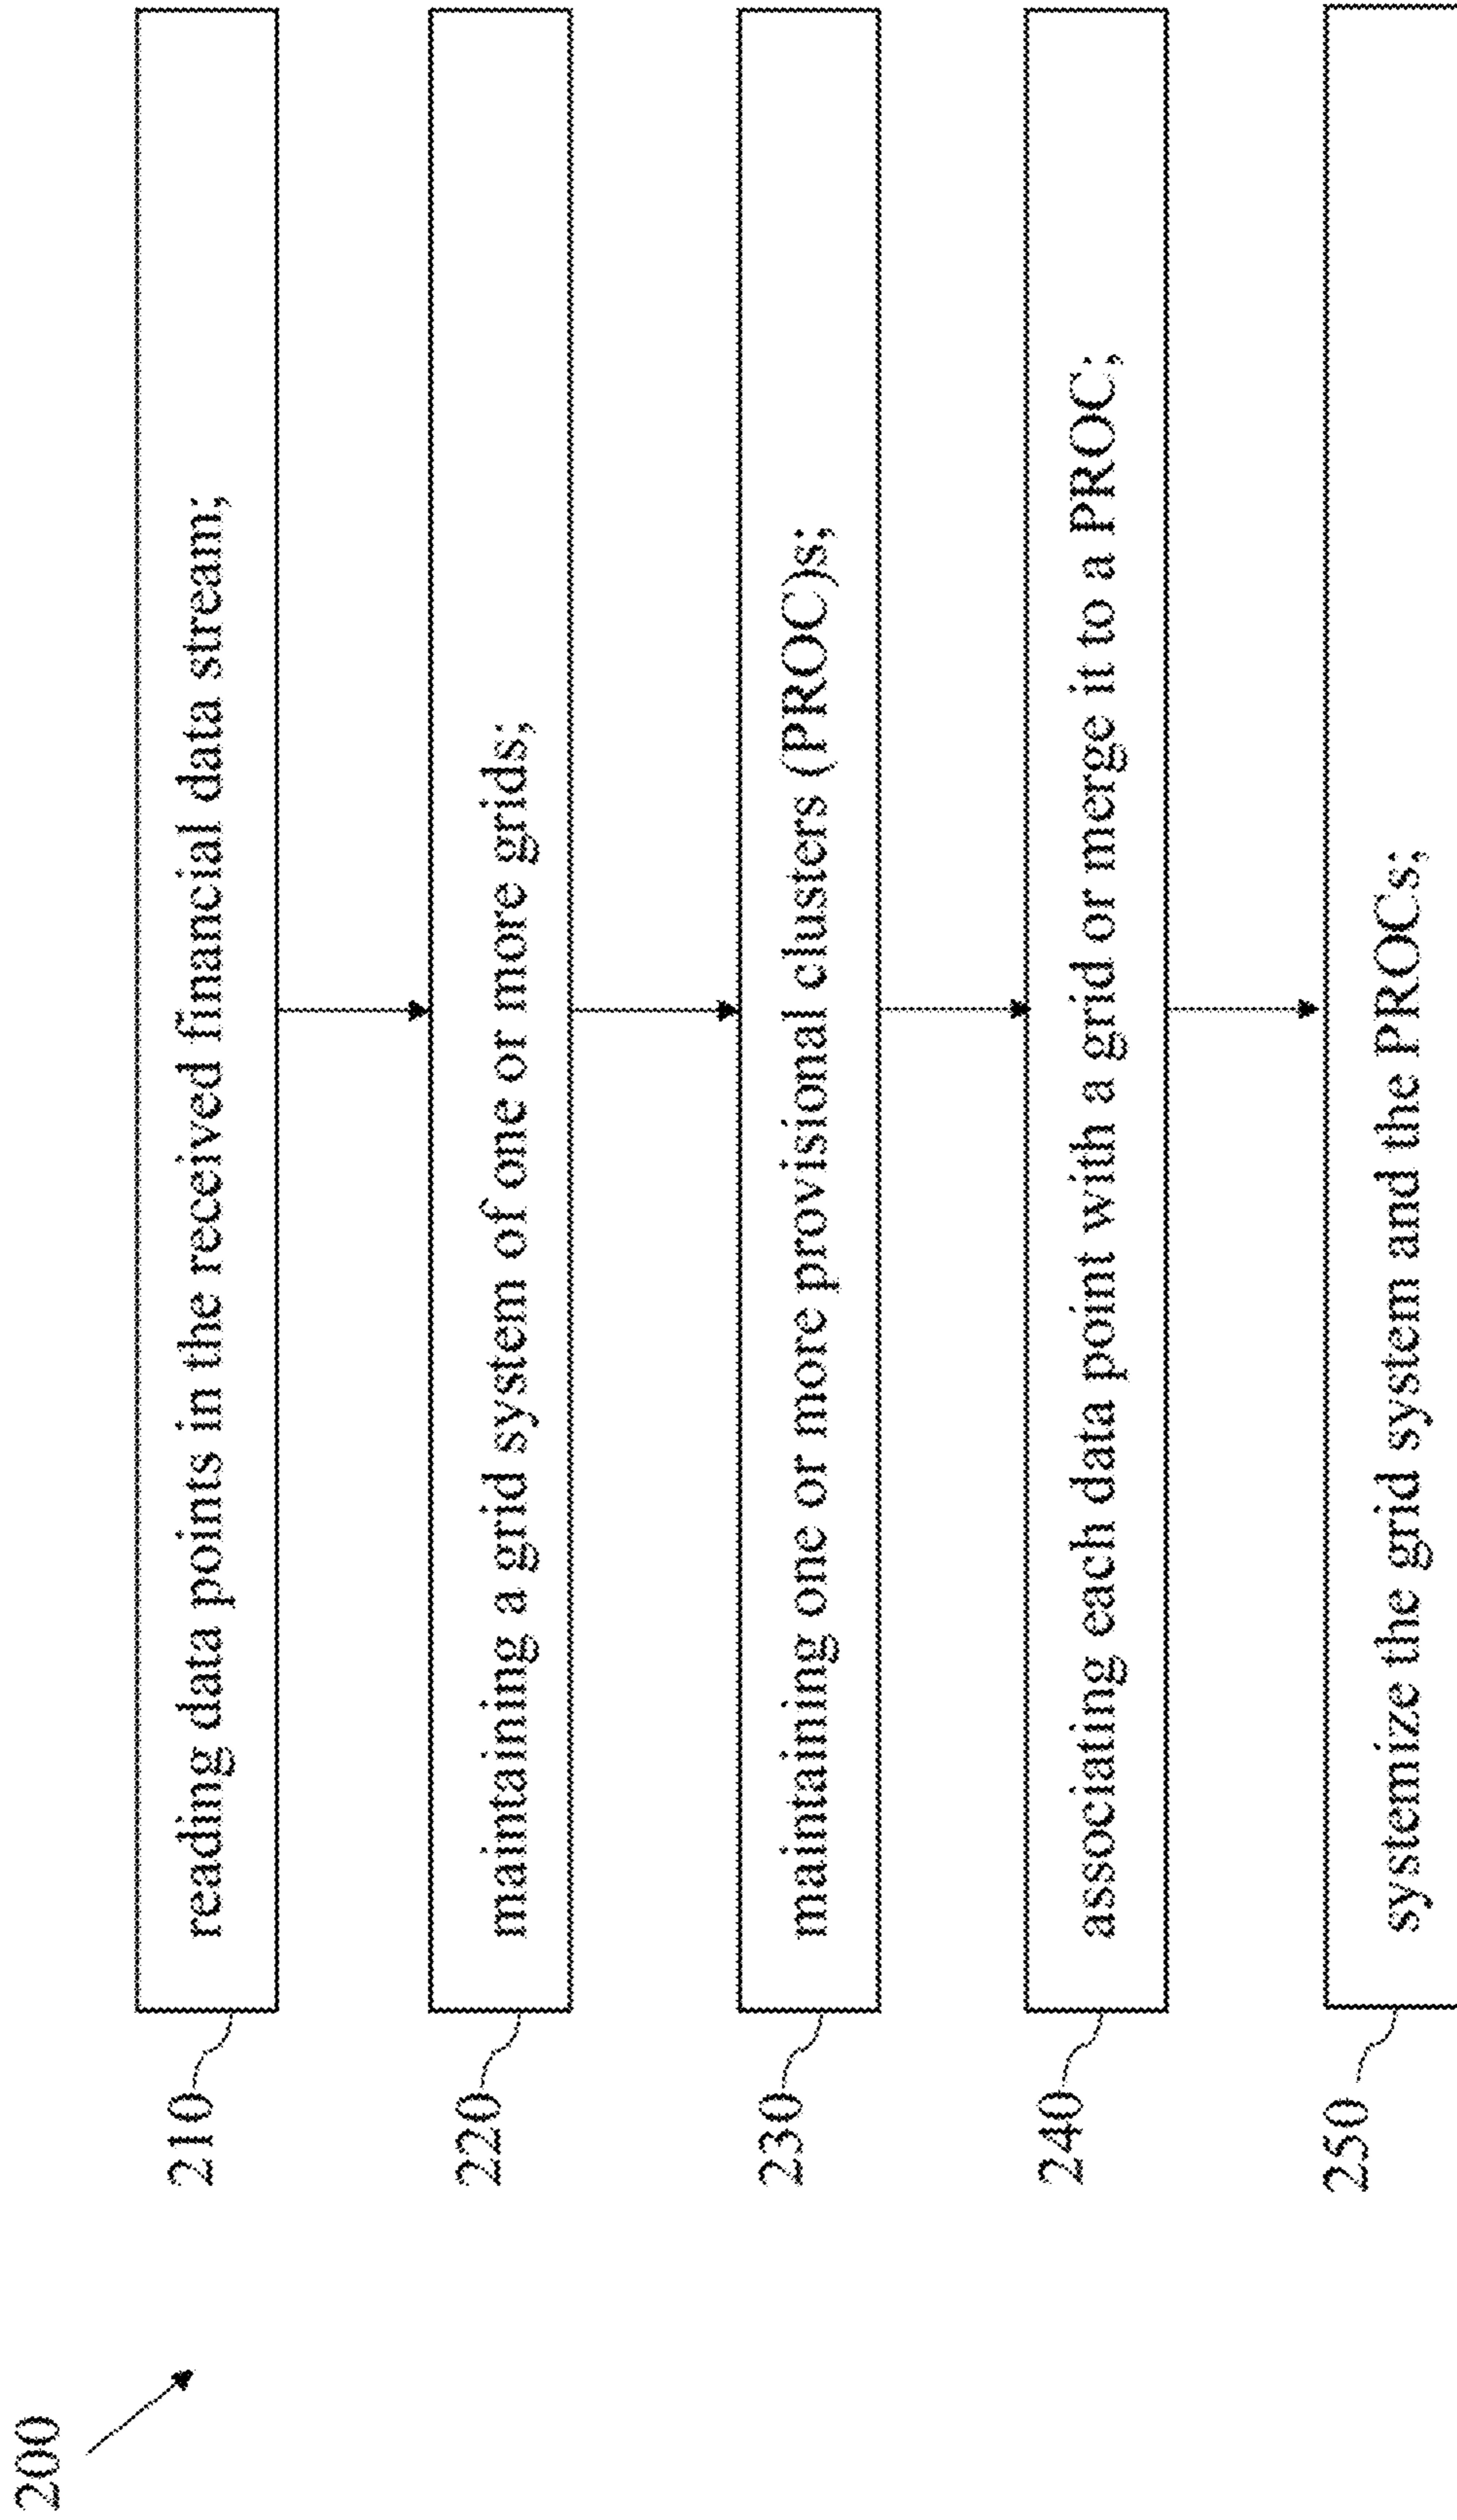 200
210
reading data points in the received financial data stream;
220
maintaining a grid system of one or more grids;
230
maintaining one or more provisional clusters (PROC)s;
240
associating each data point with a grid or merge it to a PROC;
250
systemize the grid system and the PROCs;